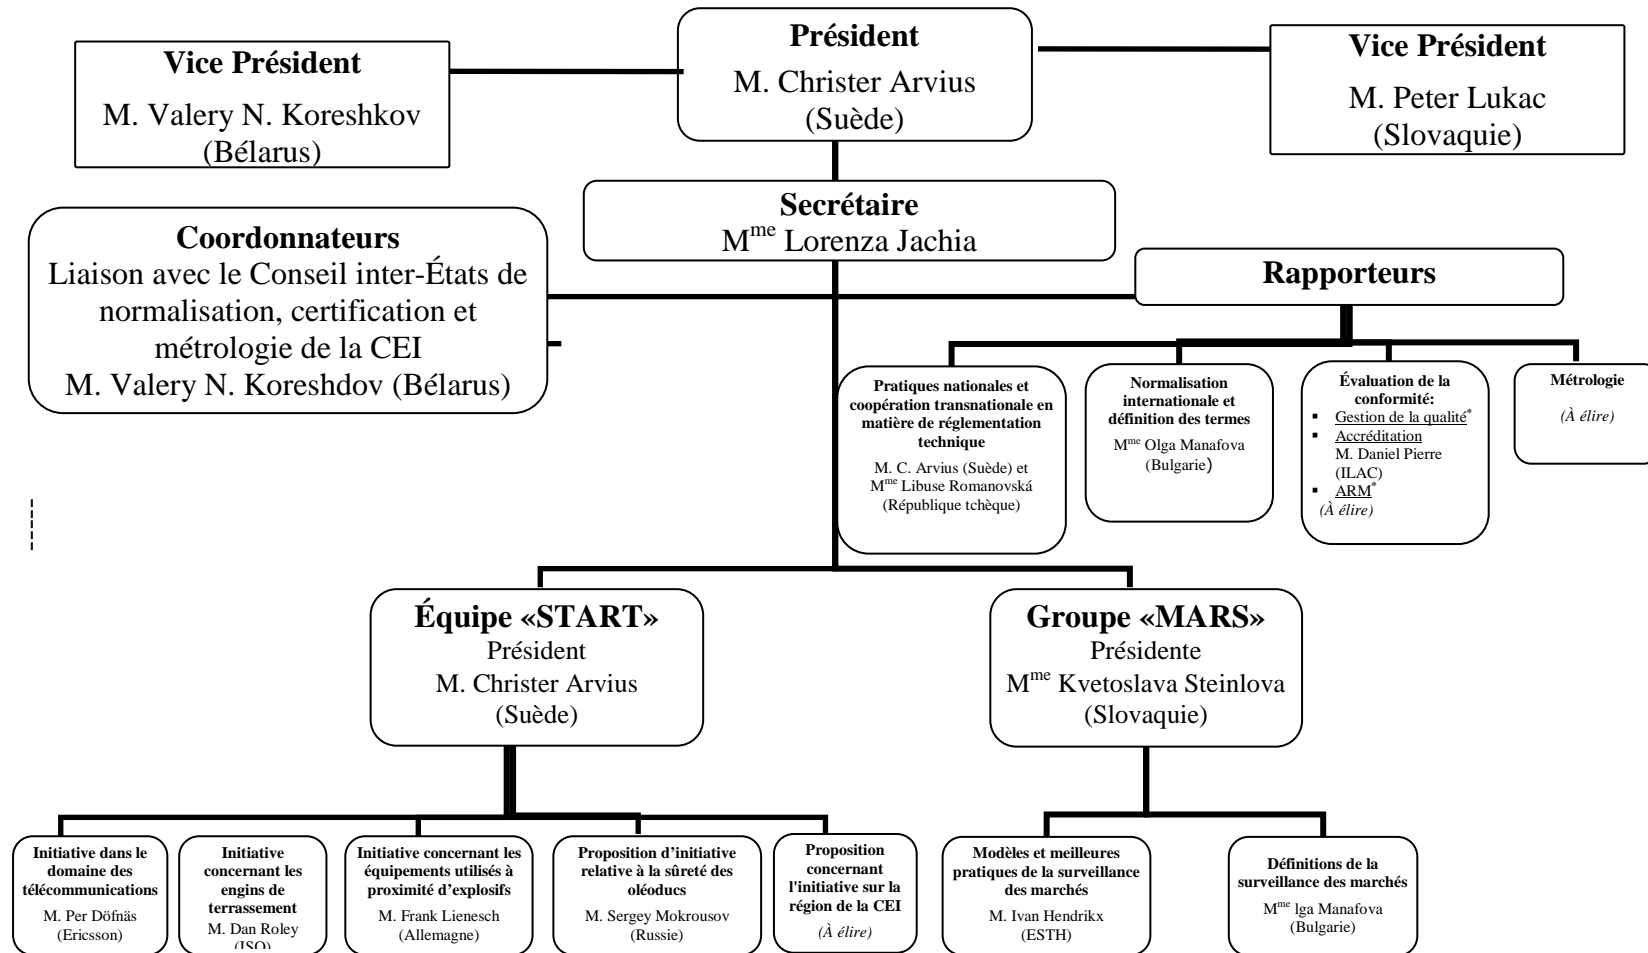 Président
M. Christer Arvius
(Suède)
Vice Président
M. Valery N. Koreshkov
(Bélarus)
Vice Président
M. Peter Lukac
(Slovaquie)
Secrétaire
Mme Lorenza Jachia
Coordonnateurs
Liaison avec le Conseil inter-États de
normalisation, certification et
métrologie de la CEI
M. Valery N. Koreshdov (Bélarus)
Rapporteurs
Pratiques nationales et
coopération transnationale en
matière de réglementation
technique
M. C. Arvius (Suède) et
Mme Libuse Romanovská
(République tchèque)
Normalisation
internationale et
définition des termes
Mme Olga Manafova
(Bulgarie)
Évaluation de la
conformité:
▪ Gestion de la qualité*
▪ Accréditation
M. Daniel Pierre
(ILAC)
▪ ARM*
(À élire)
Métrologie
(À élire)
Équipe «START»
Président
M. Christer Arvius
(Suède)
Groupe «MARS»
Présidente
Mme Kvetoslava Steinlova
(Slovaquie)
Initiative dans le
domaine des
télécommunications
M. Per Döfnäs
(Ericsson)
Initiative
concernant les
engins de
terrassement
M. Dan Roley
(ISO)
Initiative concernant les
équipements utilisés à
proximité d'explosifs
M. Frank Lienesch
(Allemagne)
Proposition d'initiative
relative à la sûreté des
oléoducs
M. Sergey Mokrousov
(Russie)
Proposition
concernant
l'initiative sur la
région de la CEI
(À élire)
Modèles et meilleures
pratiques de la surveillance
des marchés
M. Ivan Hendrikx
(ESTH)
Définitions de la
surveillance des marchés
Mme lga Manafova
(Bulgarie)